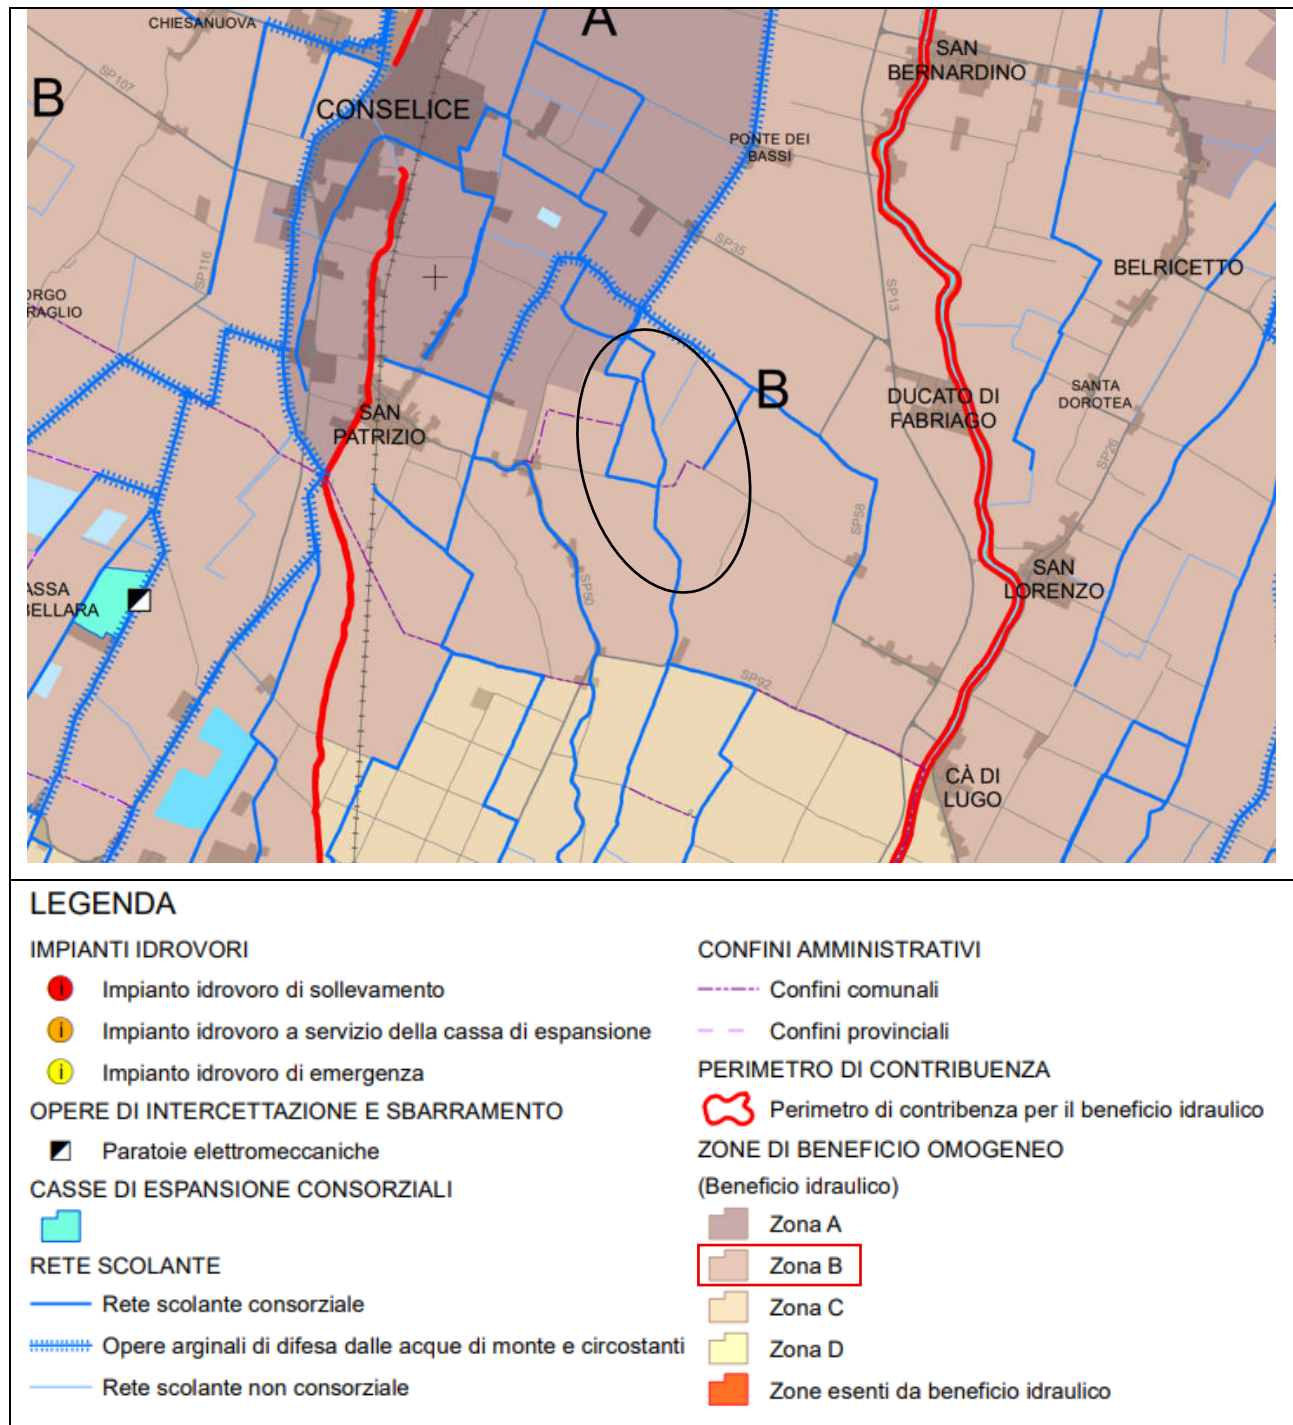 CHIESANUOVA
A
SAN
BERNARDINO
SP107
B
CONSELICE
PONTE DEI
BASSI
SP35
BELRICETTO
SP116
SP13
ORGO
RAGLIO
B
SAN
PATRIZIO
DUCATO DI
FABRIAGO
SANTA
DOROTEA
SP26
SP58
ASSA
BELLARA
SP50
SAN
LORENZO
SP92
CÀ DI
LUGO
LEGENDA
IMPIANTI IDROVORI
i Impianto idrovoro di sollevamento
i Impianto idrovoro a servizio della cassa di espansione
i Impianto idrovoro di emergenza
OPERE DI INTERCETTAZIONE E SBARRAMENTO
Paratoie elettromeccaniche
CASSE DI ESPANSIONE CONSORZIALI
RETE SCOLANTE
Rete scolante consorziale
Opere arginali di difesa dalle acque di monte e circostanti
Rete scolante non consorziale
CONFINI AMMINISTRATIVI
Confini comunali
Confini provinciali
PERIMETRO DI CONTRIBUENZA
Perimetro di contribenza per il beneficio idraulico
ZONE DI BENEFICIO OMOGENEO
(Beneficio idraulico)
Zona A
Zona B
Zona C
Zona D
Zone esenti da beneficio idraulico